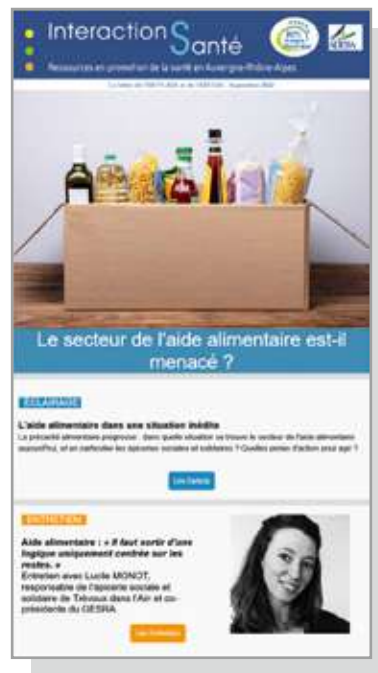 Interaction Santé
Ressources en promotion de la santé en Auvergne-Rhône-Alpes
Le secteur de l'aide alimentaire est-il
menacé ?
ÉCLAIRAGE
L'aide alimentaire dans une situation inédite
La précarité alimentaire progresse : dans quelle situation se trouve le secteur de l'aide alimentaire
aujourd'hui, et en particulier les épiceries sociales et solidaires ? Quelles pistes d'action pour agir ?
ENTRETIEN
Aide alimentaire : « Il faut sortir d'une
logique uniquement centrée sur les
restes. »
Entretien avec Lucile MONOT,
responsable de l'épicerie sociale et
solidaire de Trévoux dans l'Ain et co-
présidente du GESRA